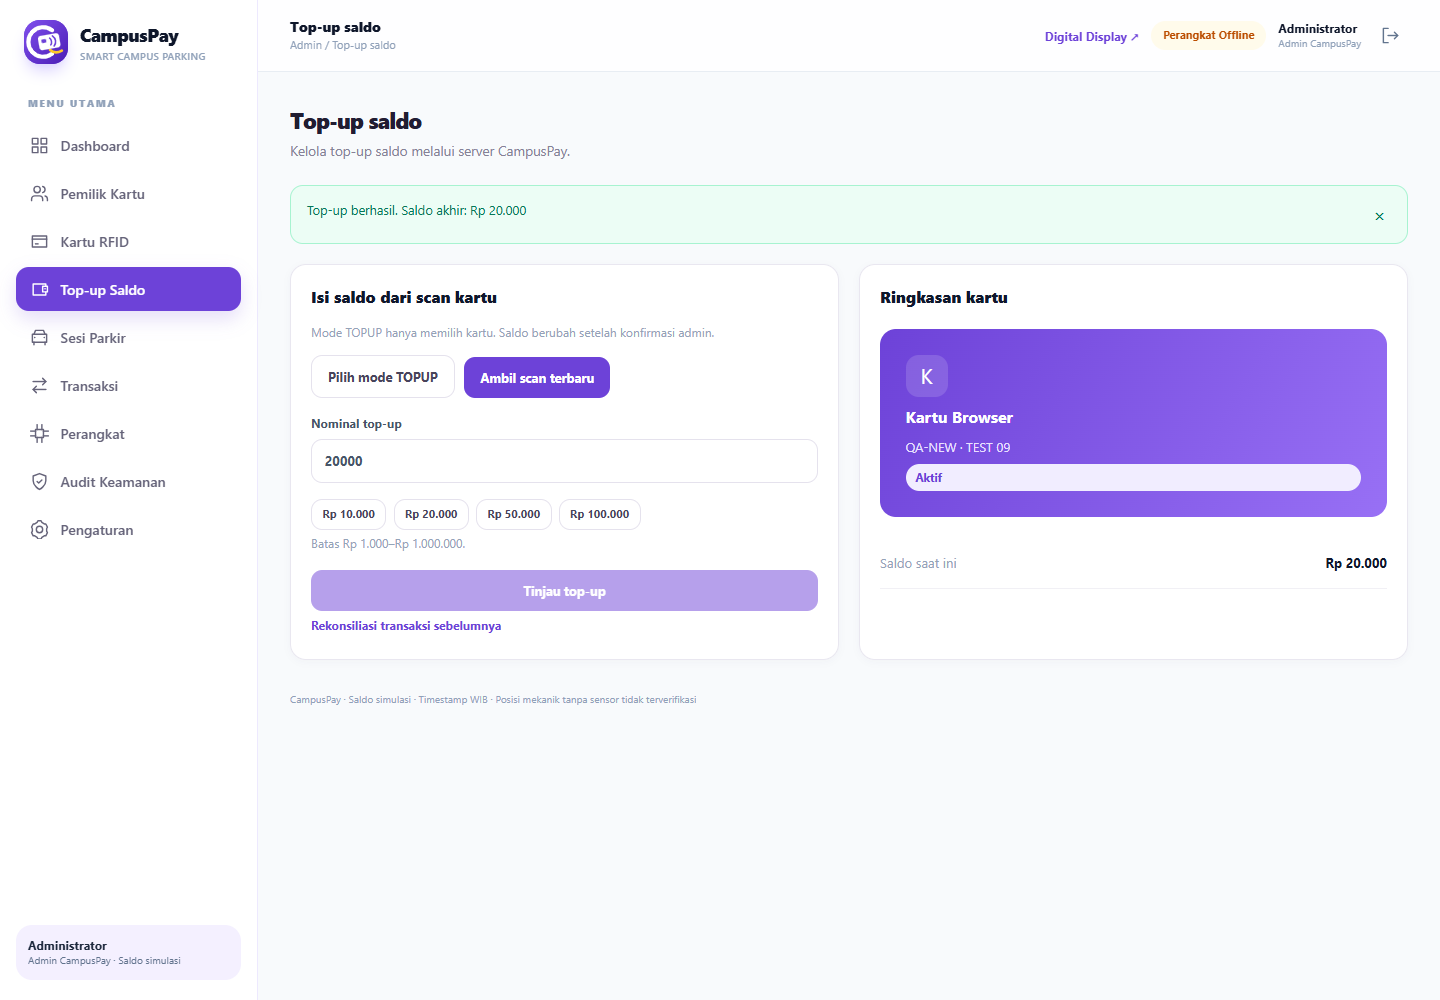 CampusPay
SMART CAMPUS PARKING
MENU UTAMA
Dashboard
Pemilik Kartu
Kartu RFID
Top-up Saldo
Sesi Parkir
Transaksi
Perangkat
Audit Keamanan
Pengaturan
Administrator
Admin CampusPay · Saldo simulasi
Top-up saldo
Admin / Top-up saldo
Digital Display ↗
Perangkat Offline
Administrator
Admin CampusPay
Top-up saldo
Kelola top-up saldo melalui server CampusPay.
Top-up berhasil. Saldo akhir: Rp 20.000
×
Isi saldo dari scan kartu
Mode TOPUP hanya memilih kartu. Saldo berubah setelah konfirmasi admin.
Pilih mode TOPUP
Ambil scan terbaru
Nominal top-up
20000
Rp 10.000
Rp 20.000
Rp 50.000
Rp 100.000
Batas Rp 1.000–Rp 1.000.000.
Tinjau top-up
Rekonsiliasi transaksi sebelumnya
Ringkasan kartu
K
Kartu Browser
QA-NEW · TEST 09
Aktif
Saldo saat ini
Rp 20.000
CampusPay · Saldo simulasi · Timestamp WIB · Posisi mekanik tanpa sensor tidak terverifikasi